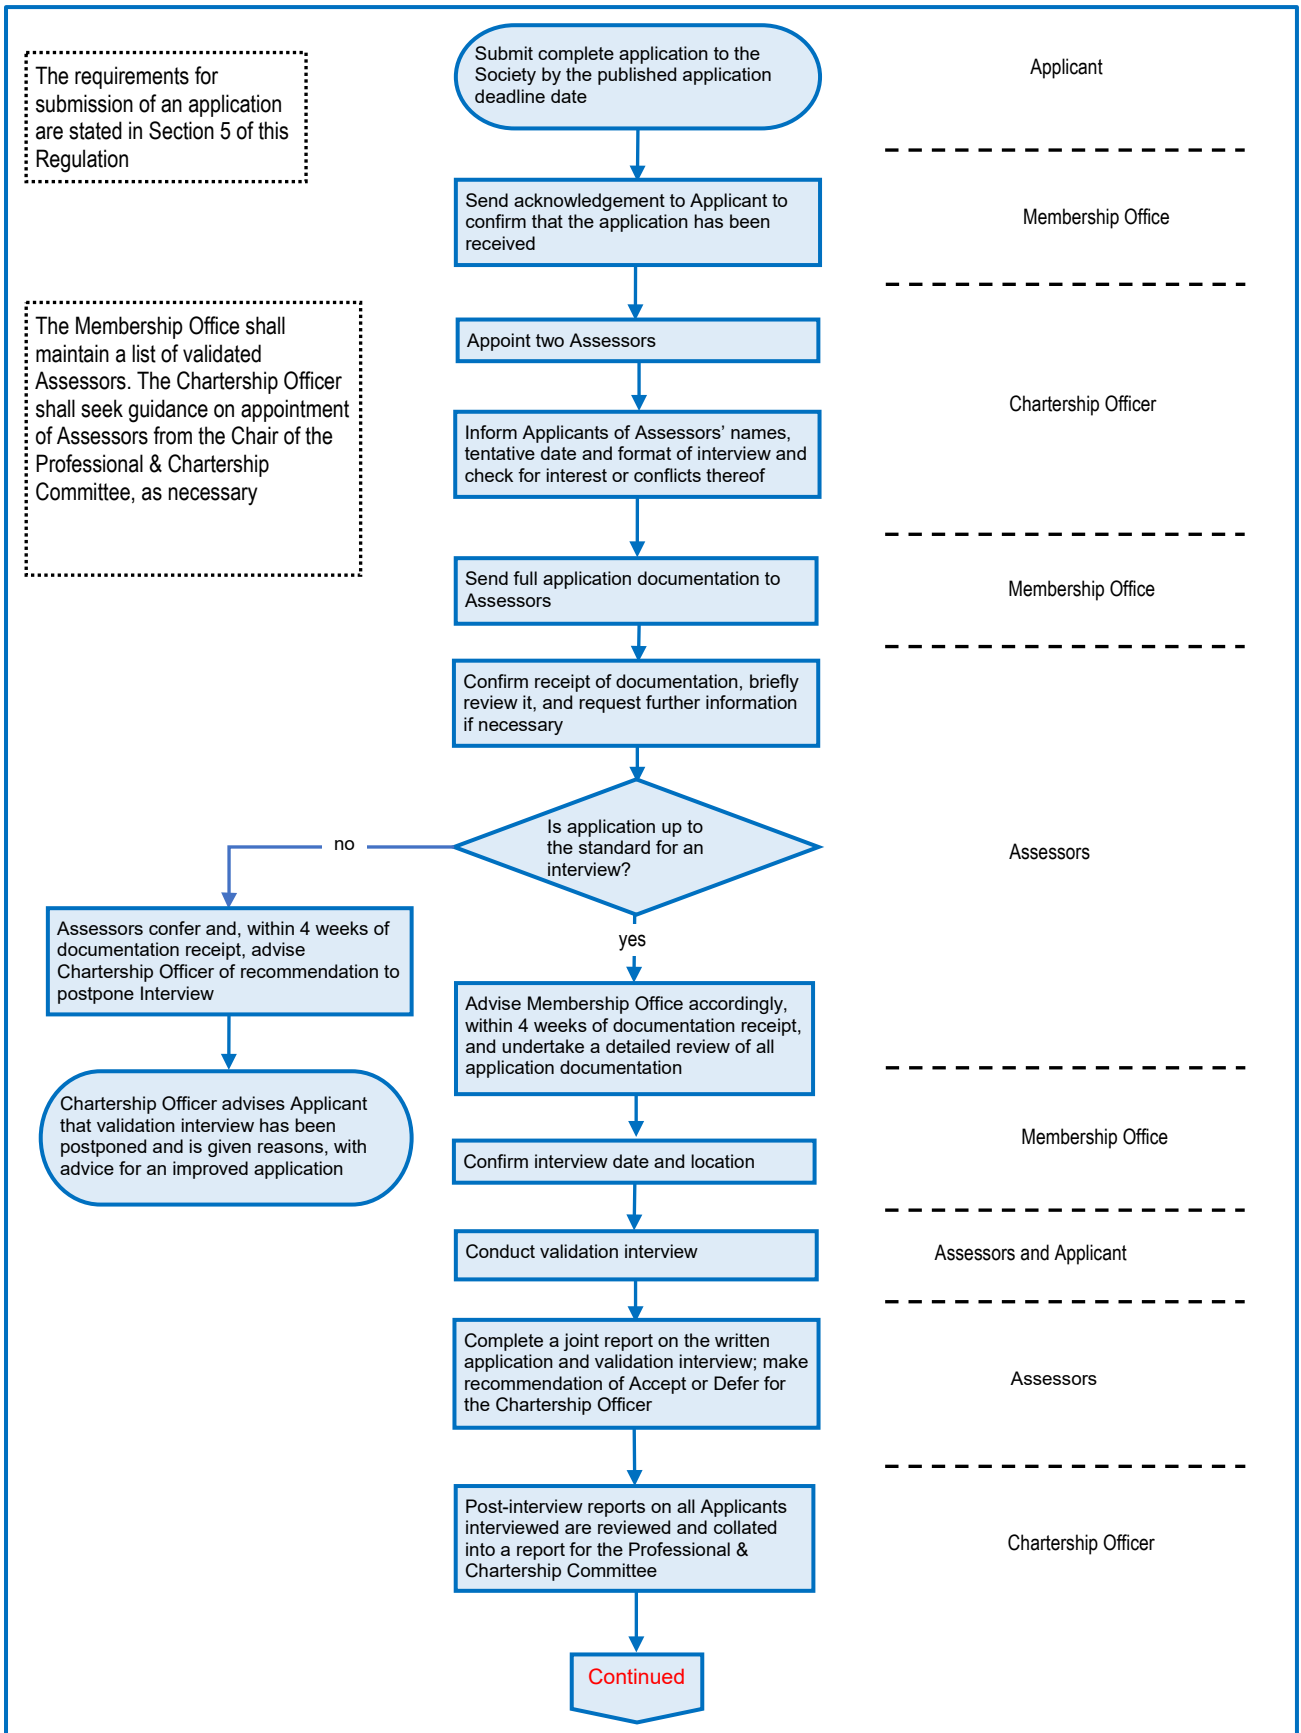 Submit complete application to the
Society by the published application
deadline date
Applicant
The requirements for
submission of an application
are stated in Section 5 of this
Regulation
Send acknowledgement to Applicant to
confirm that the application has been
received
Membership Office
The Membership Office shall
maintain a list of validated
Assessors. The Chartership Officer
shall seek guidance on appointment
of Assessors from the Chair of the
Professional & Chartership
Committee, as necessary
Appoint two Assessors
Chartership Officer
Inform Applicants of Assessors’ names,
tentative date and format of interview and
check for interest or conflicts thereof
Send full application documentation to
Assessors
Membership Office
Confirm receipt of documentation, briefly
review it, and request further information
if necessary
Is application up to
the standard for an
interview?
no
Assessors
Assessors confer and, within 4 weeks of
documentation receipt, advise
Chartership Officer of recommendation to
postpone Interview
yes
Advise Membership Office accordingly,
within 4 weeks of documentation receipt,
and undertake a detailed review of all
application documentation
Chartership Officer advises Applicant
that validation interview has been
postponed and is given reasons, with
advice for an improved application
Membership Office
Confirm interview date and location
Conduct validation interview
Assessors and Applicant
Complete a joint report on the written
application and validation interview; make
recommendation of Accept or Defer for
the Chartership Officer
Assessors
Post-interview reports on all Applicants
interviewed are reviewed and collated
into a report for the Professional &
Chartership Committee
Chartership Officer
Continued